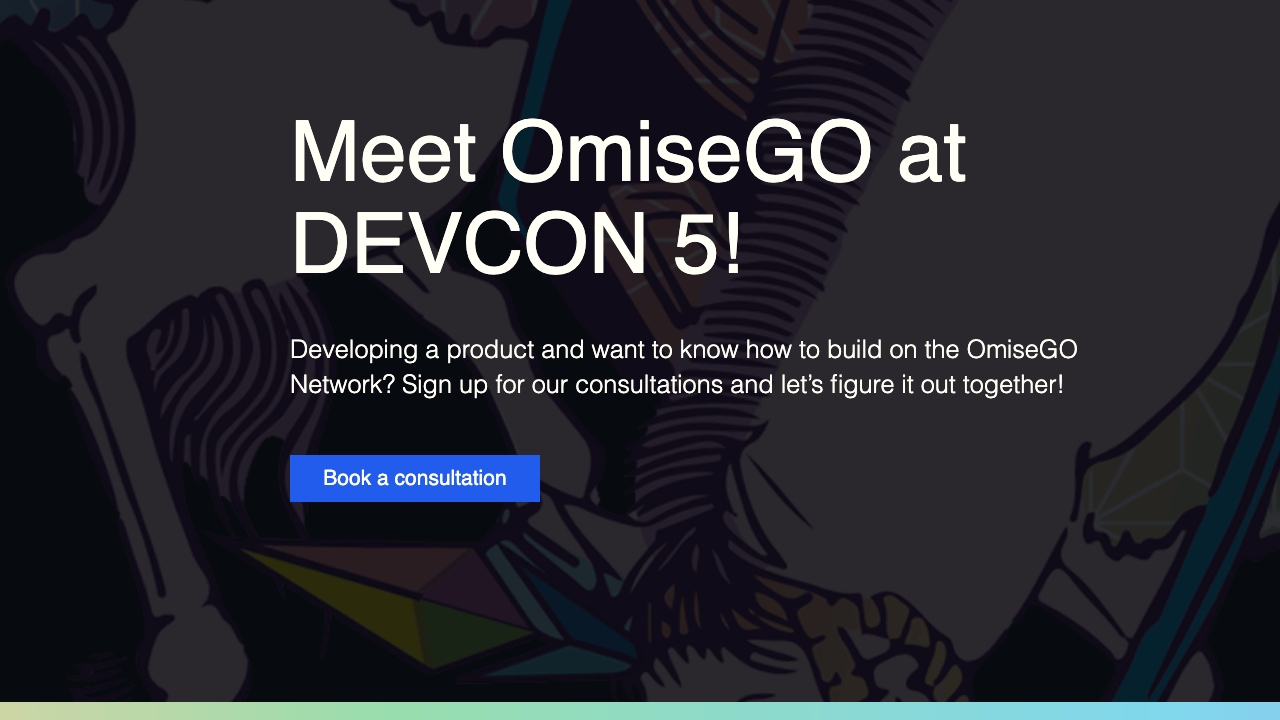 Meet OmiseGO at
DEVCON 5!
Developing a product and want to know how to build on the OmiseGO
Network? Sign up for our consultations and let’s figure it out together!
Book a consultation